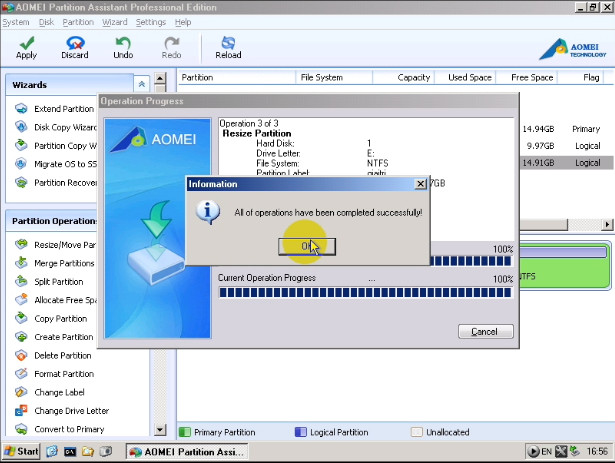 AOMEI Partition Assistant Professional Edition
System Disk Partition Wizard Settings Help
Apply Discard Undo Redo Reload
AOMEI
TECHNOLOGY
Wizards
Extend Partition
Disk Copy Wizard
Partition Copy W
Migrate OS to SS
Partition Recover
Partition Operations
Resize/Move Par
Merge Partitions
Split Partition
Allocate Free Spa
Copy Partition
Create Partition
Delete Partition
Format Partition
Change Label
Change Drive Letter
Convert to Primary
Partition File System Capacity Used Space Free Space Flag
14.94GB Primary
9.97GB Logical
14.91GB Logical
NTFS
Operation Progress
AOMEI
Operation 3 of 3
Resize Partition
Hard Disk: 1
Drive Letter: E:
File System: NTFS
Partition Label: giaitri
7GB
Information
All of operations have been completed successfully!
OK
100%
Current Operation Progress ... 100%
Cancel
Primary Partition Logical Partition Unallocated
Start AOMEI Partition Assi... EN 16:56